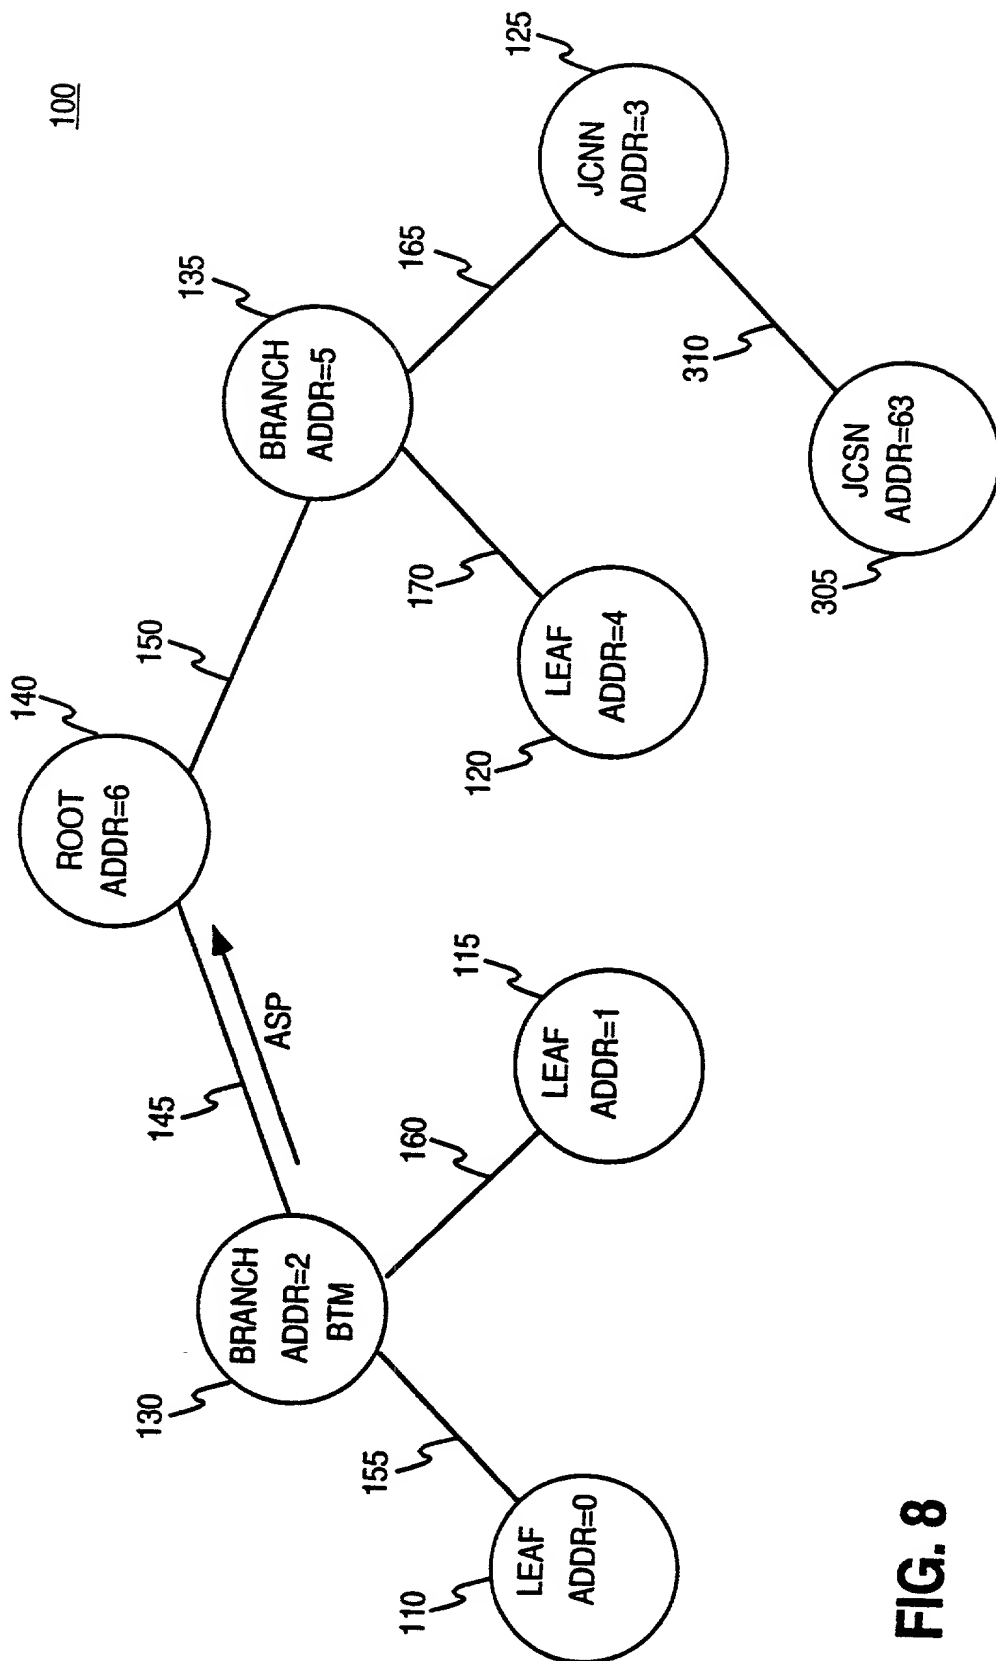 100
140
ROOT
ADDR=6
145
ASP
150
130
BRANCH
ADDR=2
BTM
135
BRANCH
ADDR=5
155
160
170
165
110
LEAF
ADDR=0
115
LEAF
ADDR=1
120
LEAF
ADDR=4
125
JCNN
ADDR=3
310
305
JCSN
ADDR=63
FIG. 8